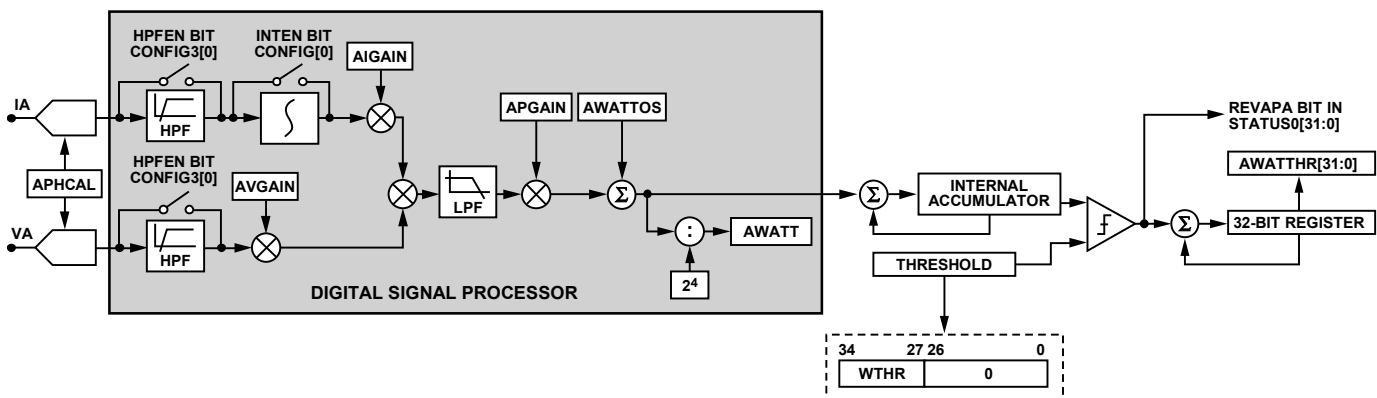 HPFEN BIT
CONFIG3[0]
INTEN BIT
CONFIG[0]
AIGAIN
IA
HPF
APHCAL
HPFEN BIT
CONFIG3[0]
AVGAIN
VA
HPF
LPF
APGAIN
AWATTOS
Σ
:
AWATT
2⁴
DIGITAL SIGNAL PROCESSOR
Σ
INTERNAL
ACCUMULATOR
THRESHOLD
REVAPA BIT IN
STATUS0[31:0]
AWATTHR[31:0]
Σ
32-BIT REGISTER
34 27 26 0
WTHR 0